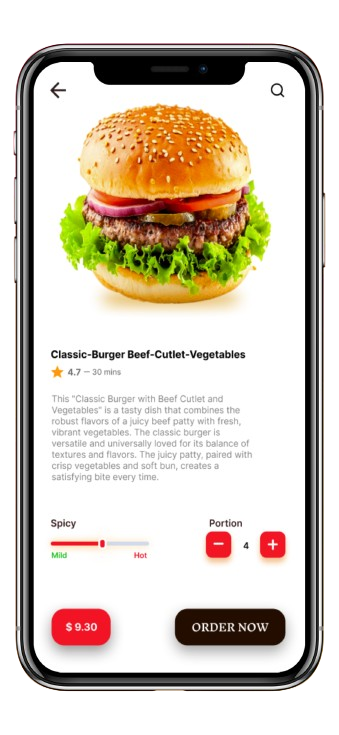 Classic-Burger Beef-Cutlet-Vegetables
4.7 – 30 mins
This "Classic Burger with Beef Cutlet and
Vegetables" is a tasty dish that combines the
robust flavors of a juicy beef patty with fresh,
vibrant vegetables. The classic burger is
versatile and universally loved for its balance of
textures and flavors. The juicy patty, paired with
crisp vegetables and soft bun, creates a
satisfying bite every time.
Spicy Portion
− 4 +
Mild Hot
$ 9.30 ORDER NOW